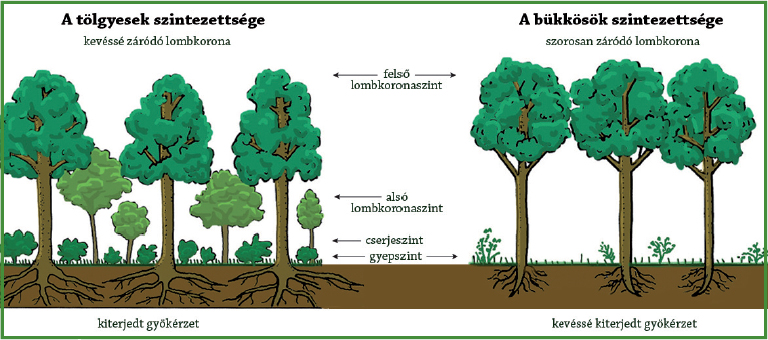 A tölgyesek szintezettsége
kevéssé záródó lombkorona
A bükkösök szintezettsége
szorosan záródó lombkorona
felső
lombkoronaszint
alsó
lombkoronaszint
cserjeszint
gyepszint
kiterjedt gyökérzet
kevéssé kiterjedt gyökérzet